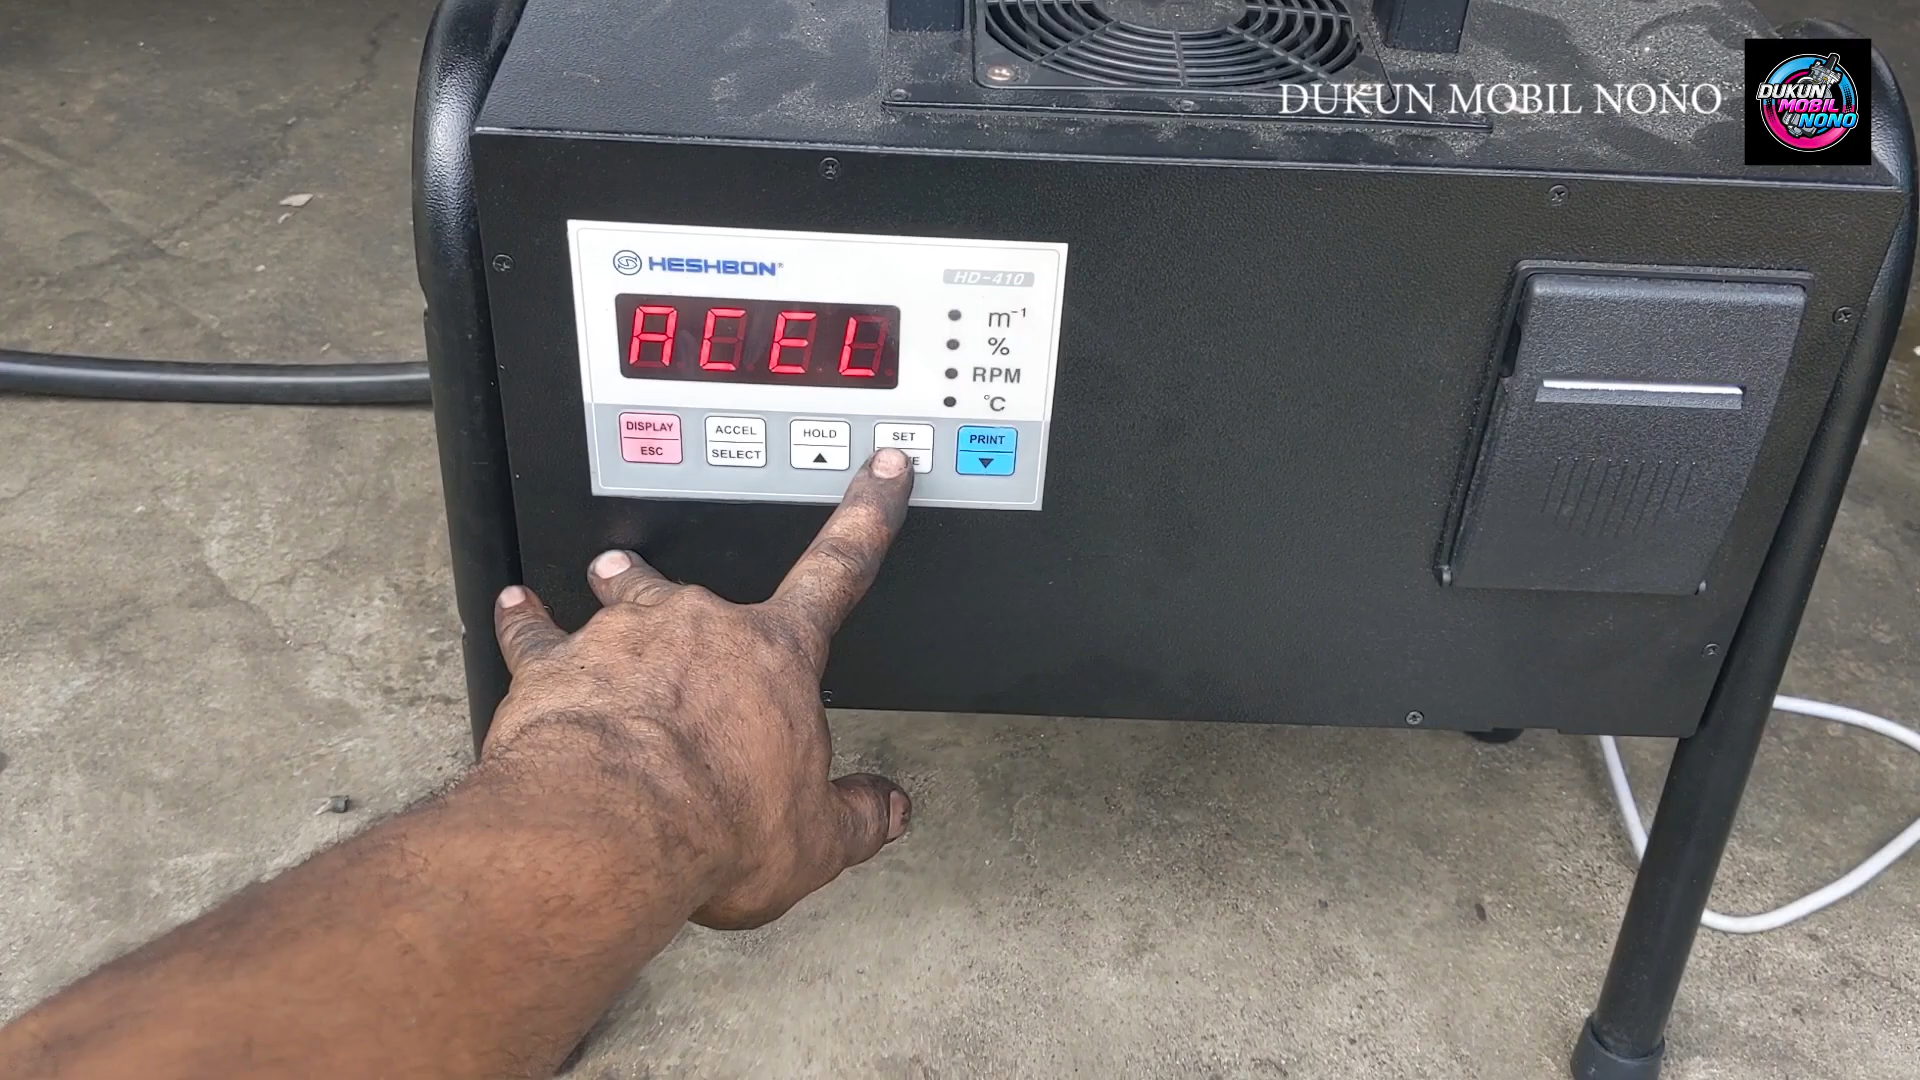 DUKUN MOBIL NONO
DUKUN
MOBIL
NONO
HESHBON®
HD-410
ACEL
m⁻¹
%
RPM
°C
DISPLAY
ESC
ACCEL
SELECT
HOLD
▲
SET
PRINT
▼